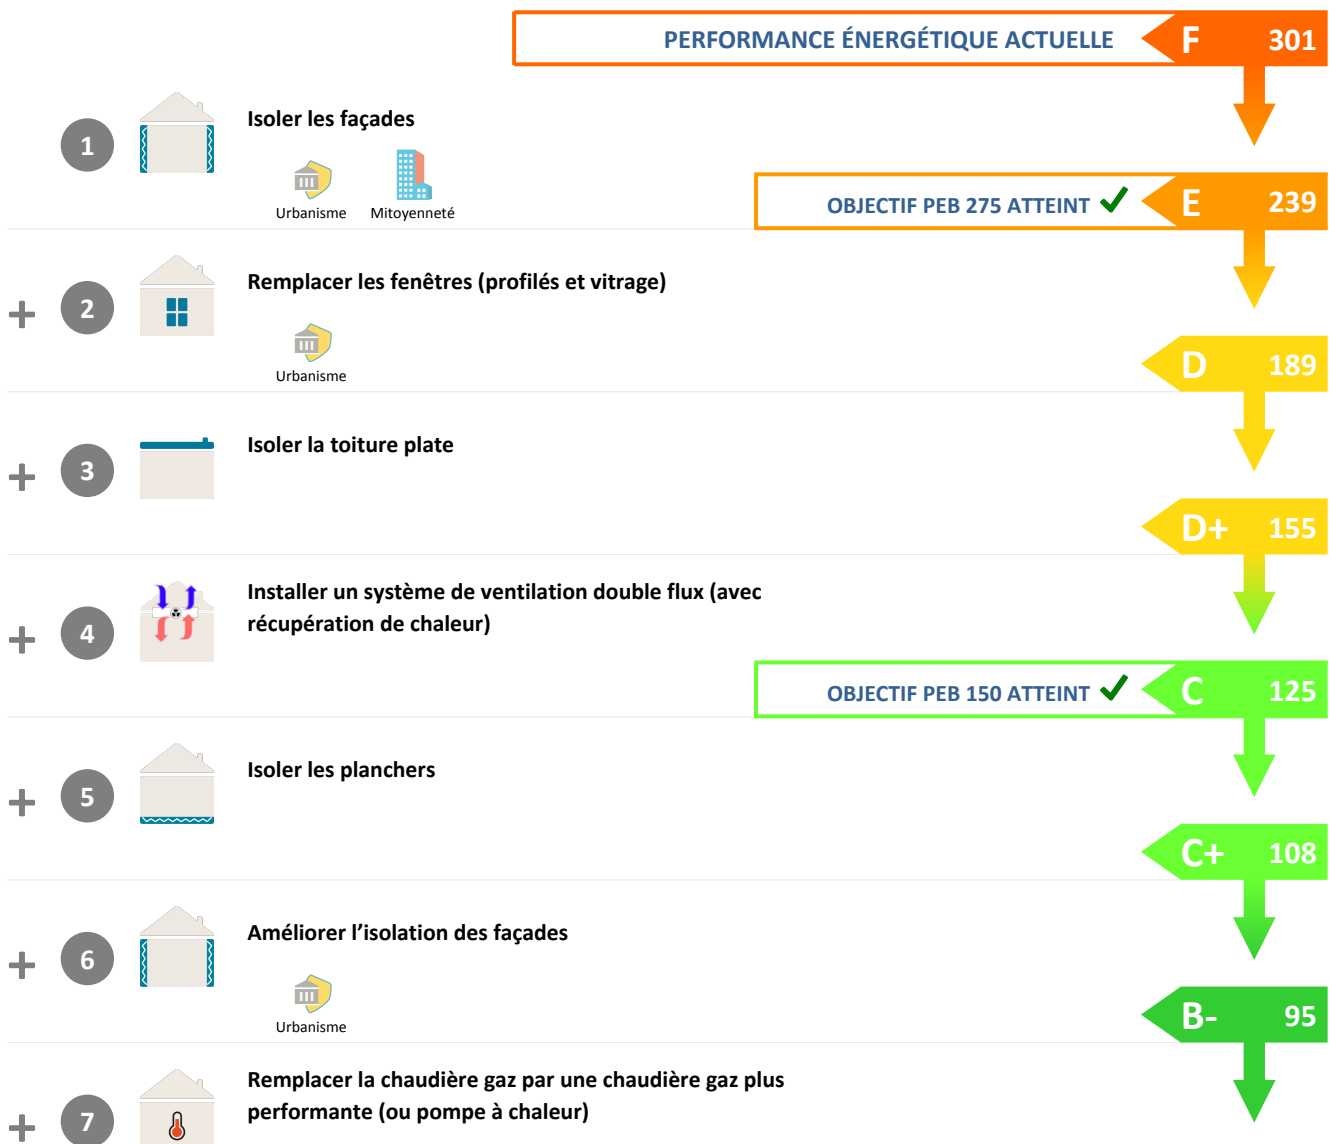 PERFORMANCE ÉNERGÉTIQUE ACTUELLE F 301
1 Isoler les façades
Urbanisme Mitoyenneté
OBJECTIF PEB 275 ATTEINT ✔ E 239
+ 2 Remplacer les fenêtres (profilés et vitrage)
Urbanisme
D 189
+ 3 Isoler la toiture plate
D+ 155
+ 4 Installer un système de ventilation double flux (avec
récupération de chaleur)
OBJECTIF PEB 150 ATTEINT ✔ C 125
+ 5 Isoler les planchers
C+ 108
+ 6 Améliorer l’isolation des façades
Urbanisme
B- 95
+ 7 Remplacer la chaudière gaz par une chaudière gaz plus
performante (ou pompe à chaleur)